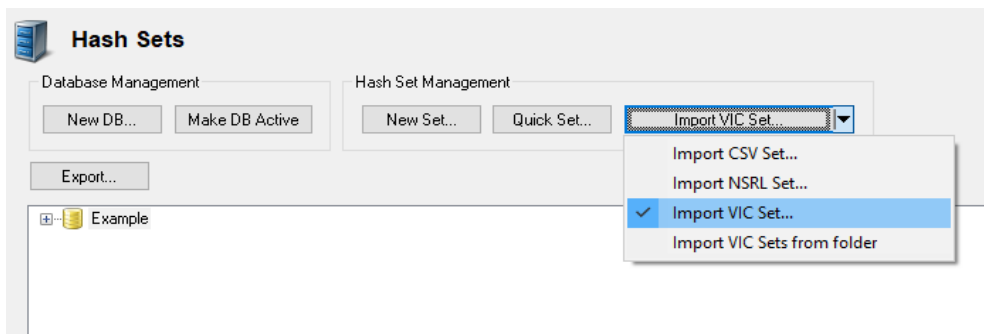 Hash Sets
Database Management
Hash Set Management
New DB...
Make DB Active
New Set...
Quick Set...
Import VIC Set...
Import CSV Set...
Import NSRL Set...
Import VIC Set...
Import VIC Sets from folder
Export...
Example